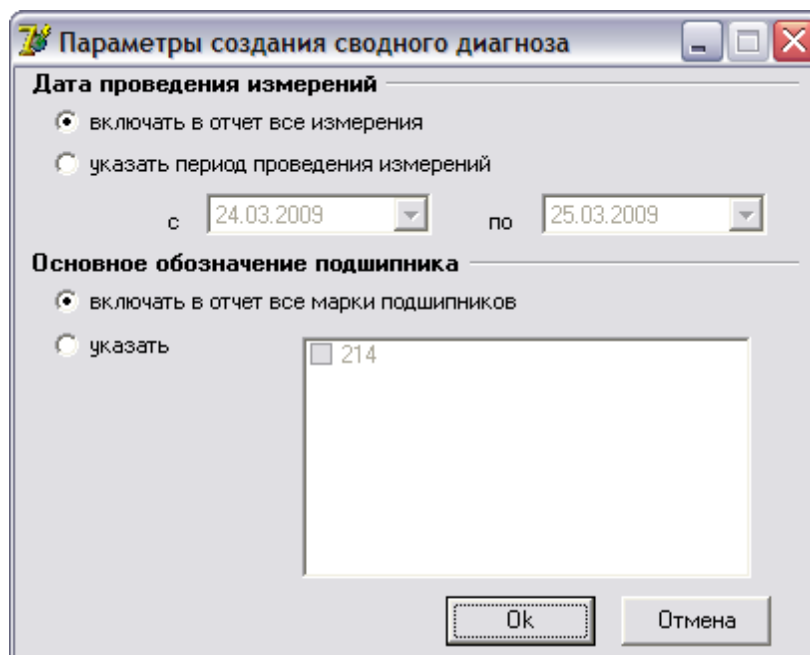 Параметры создания сводного диагноза
Дата проведения измерений
включать в отчет все измерения
указать период проведения измерений
с 24.03.2009 по 25.03.2009
Основное обозначение подшипника
включать в отчет все марки подшипников
указать 214
Ok Отмена